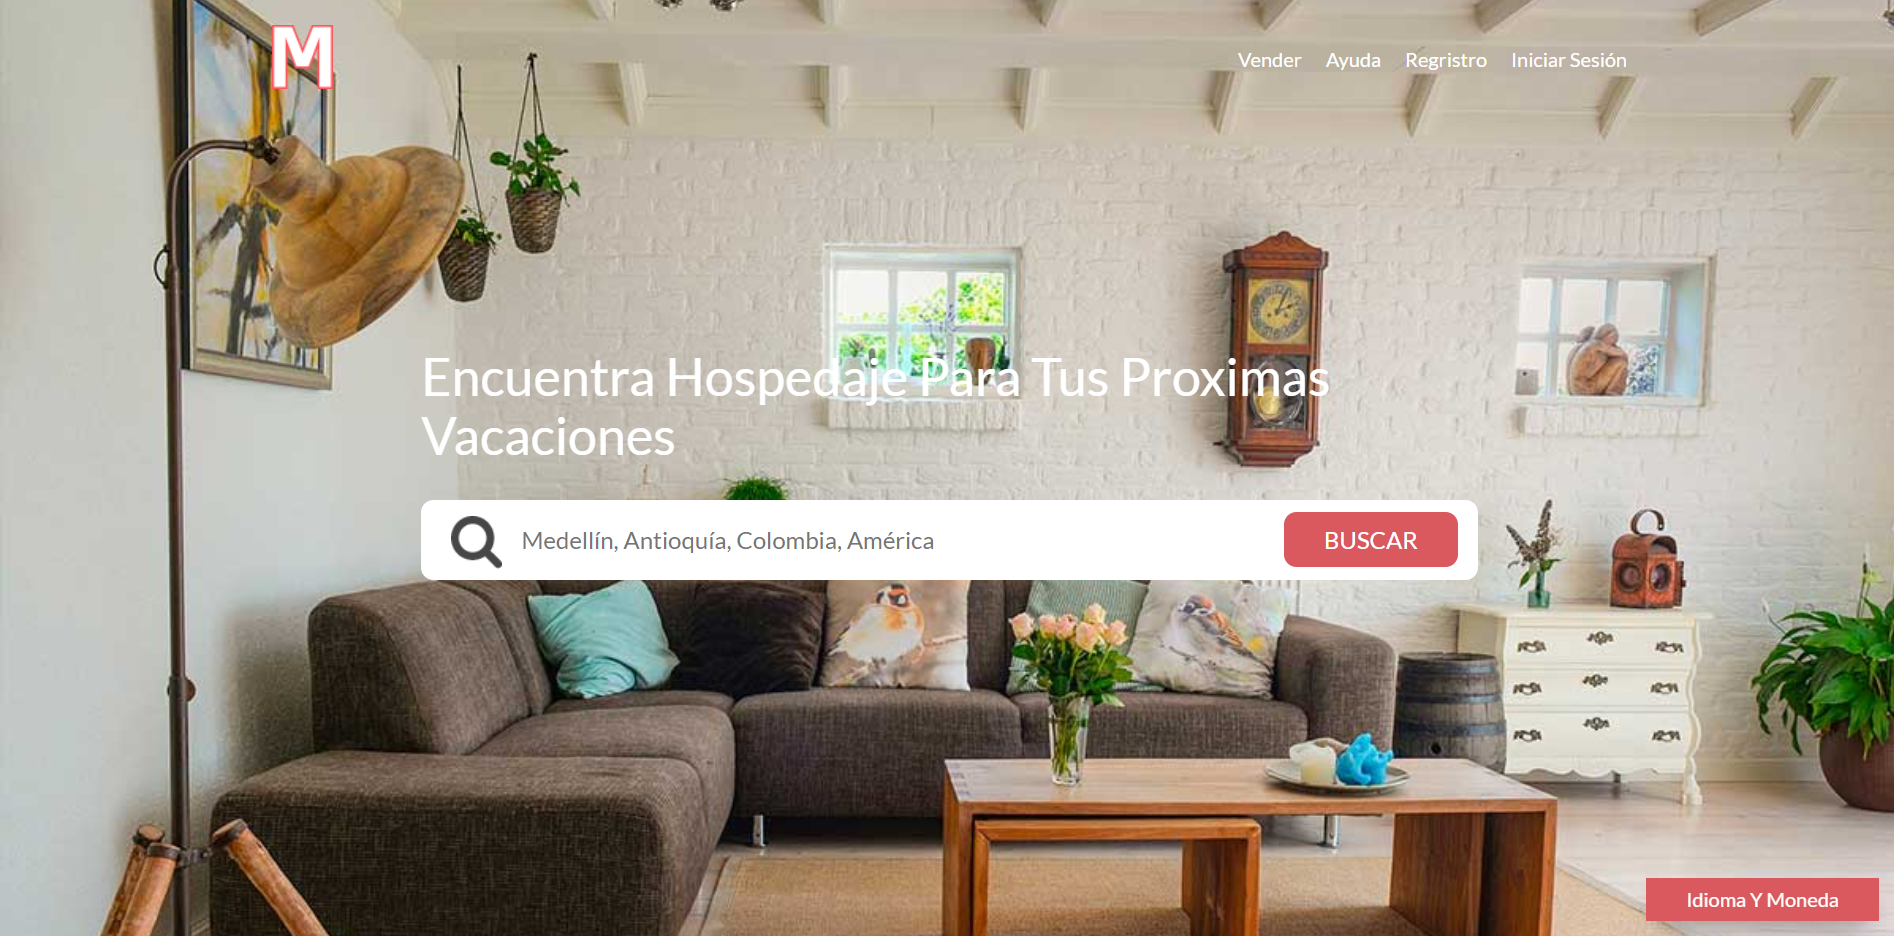 M
Vender Ayuda Regristro Iniciar Sesión
Encuentra Hospedaje Para Tus Proximas
Vacaciones
Medellín, Antioquía, Colombia, América
BUSCAR
Idioma Y Moneda